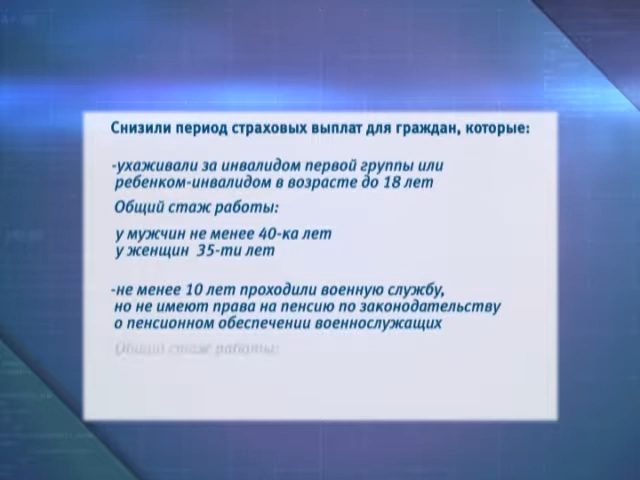 Снизили период страховых выплат для граждан, которые:
-ухаживали за инвалидом первой группы или
ребенком-инвалидом в возрасте до 18 лет
Общий стаж работы:
у мужчин не менее 40-ка лет
у женщин 35-ти лет
-не менее 10 лет проходили военную службу,
но не имеют права на пенсию по законодательству
о пенсионном обеспечении военнослужащих
Общий стаж работы: